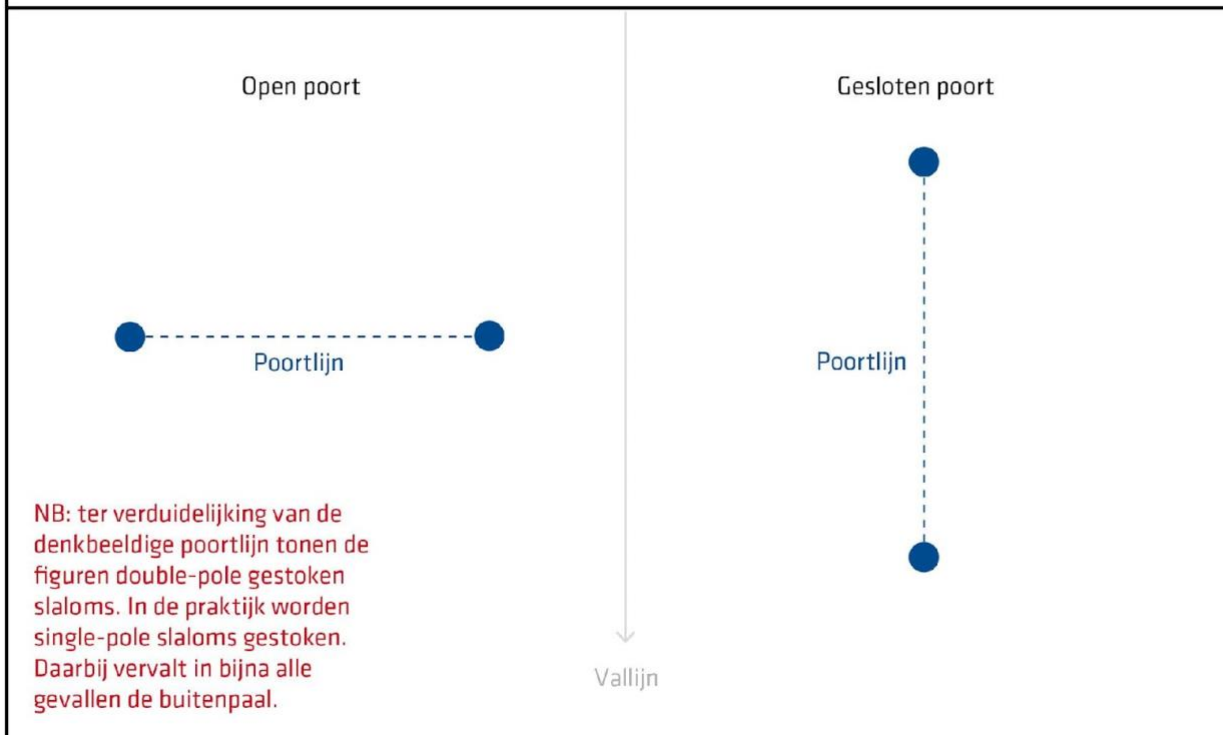 Open poort
Gesloten poort
Poortlijn
Poortlijn
NB: ter verduidelijking van de
denkbeeldige poortlijn tonen de
figuren double-pole gestoken
slaloms. In de praktijk worden
single-pole slaloms gestoken.
Daarbij vervalt in bijna alle
gevallen de buitenpaal.
Vallijn